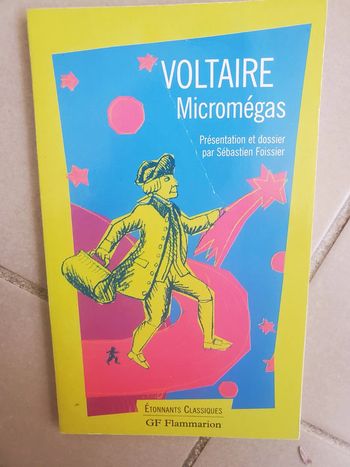 VOLTAIRE
Micromégas
Présentation et dossier
par Sébastien Foissier
ÉTONNANTS CLASSIQUES
GF Flammarion